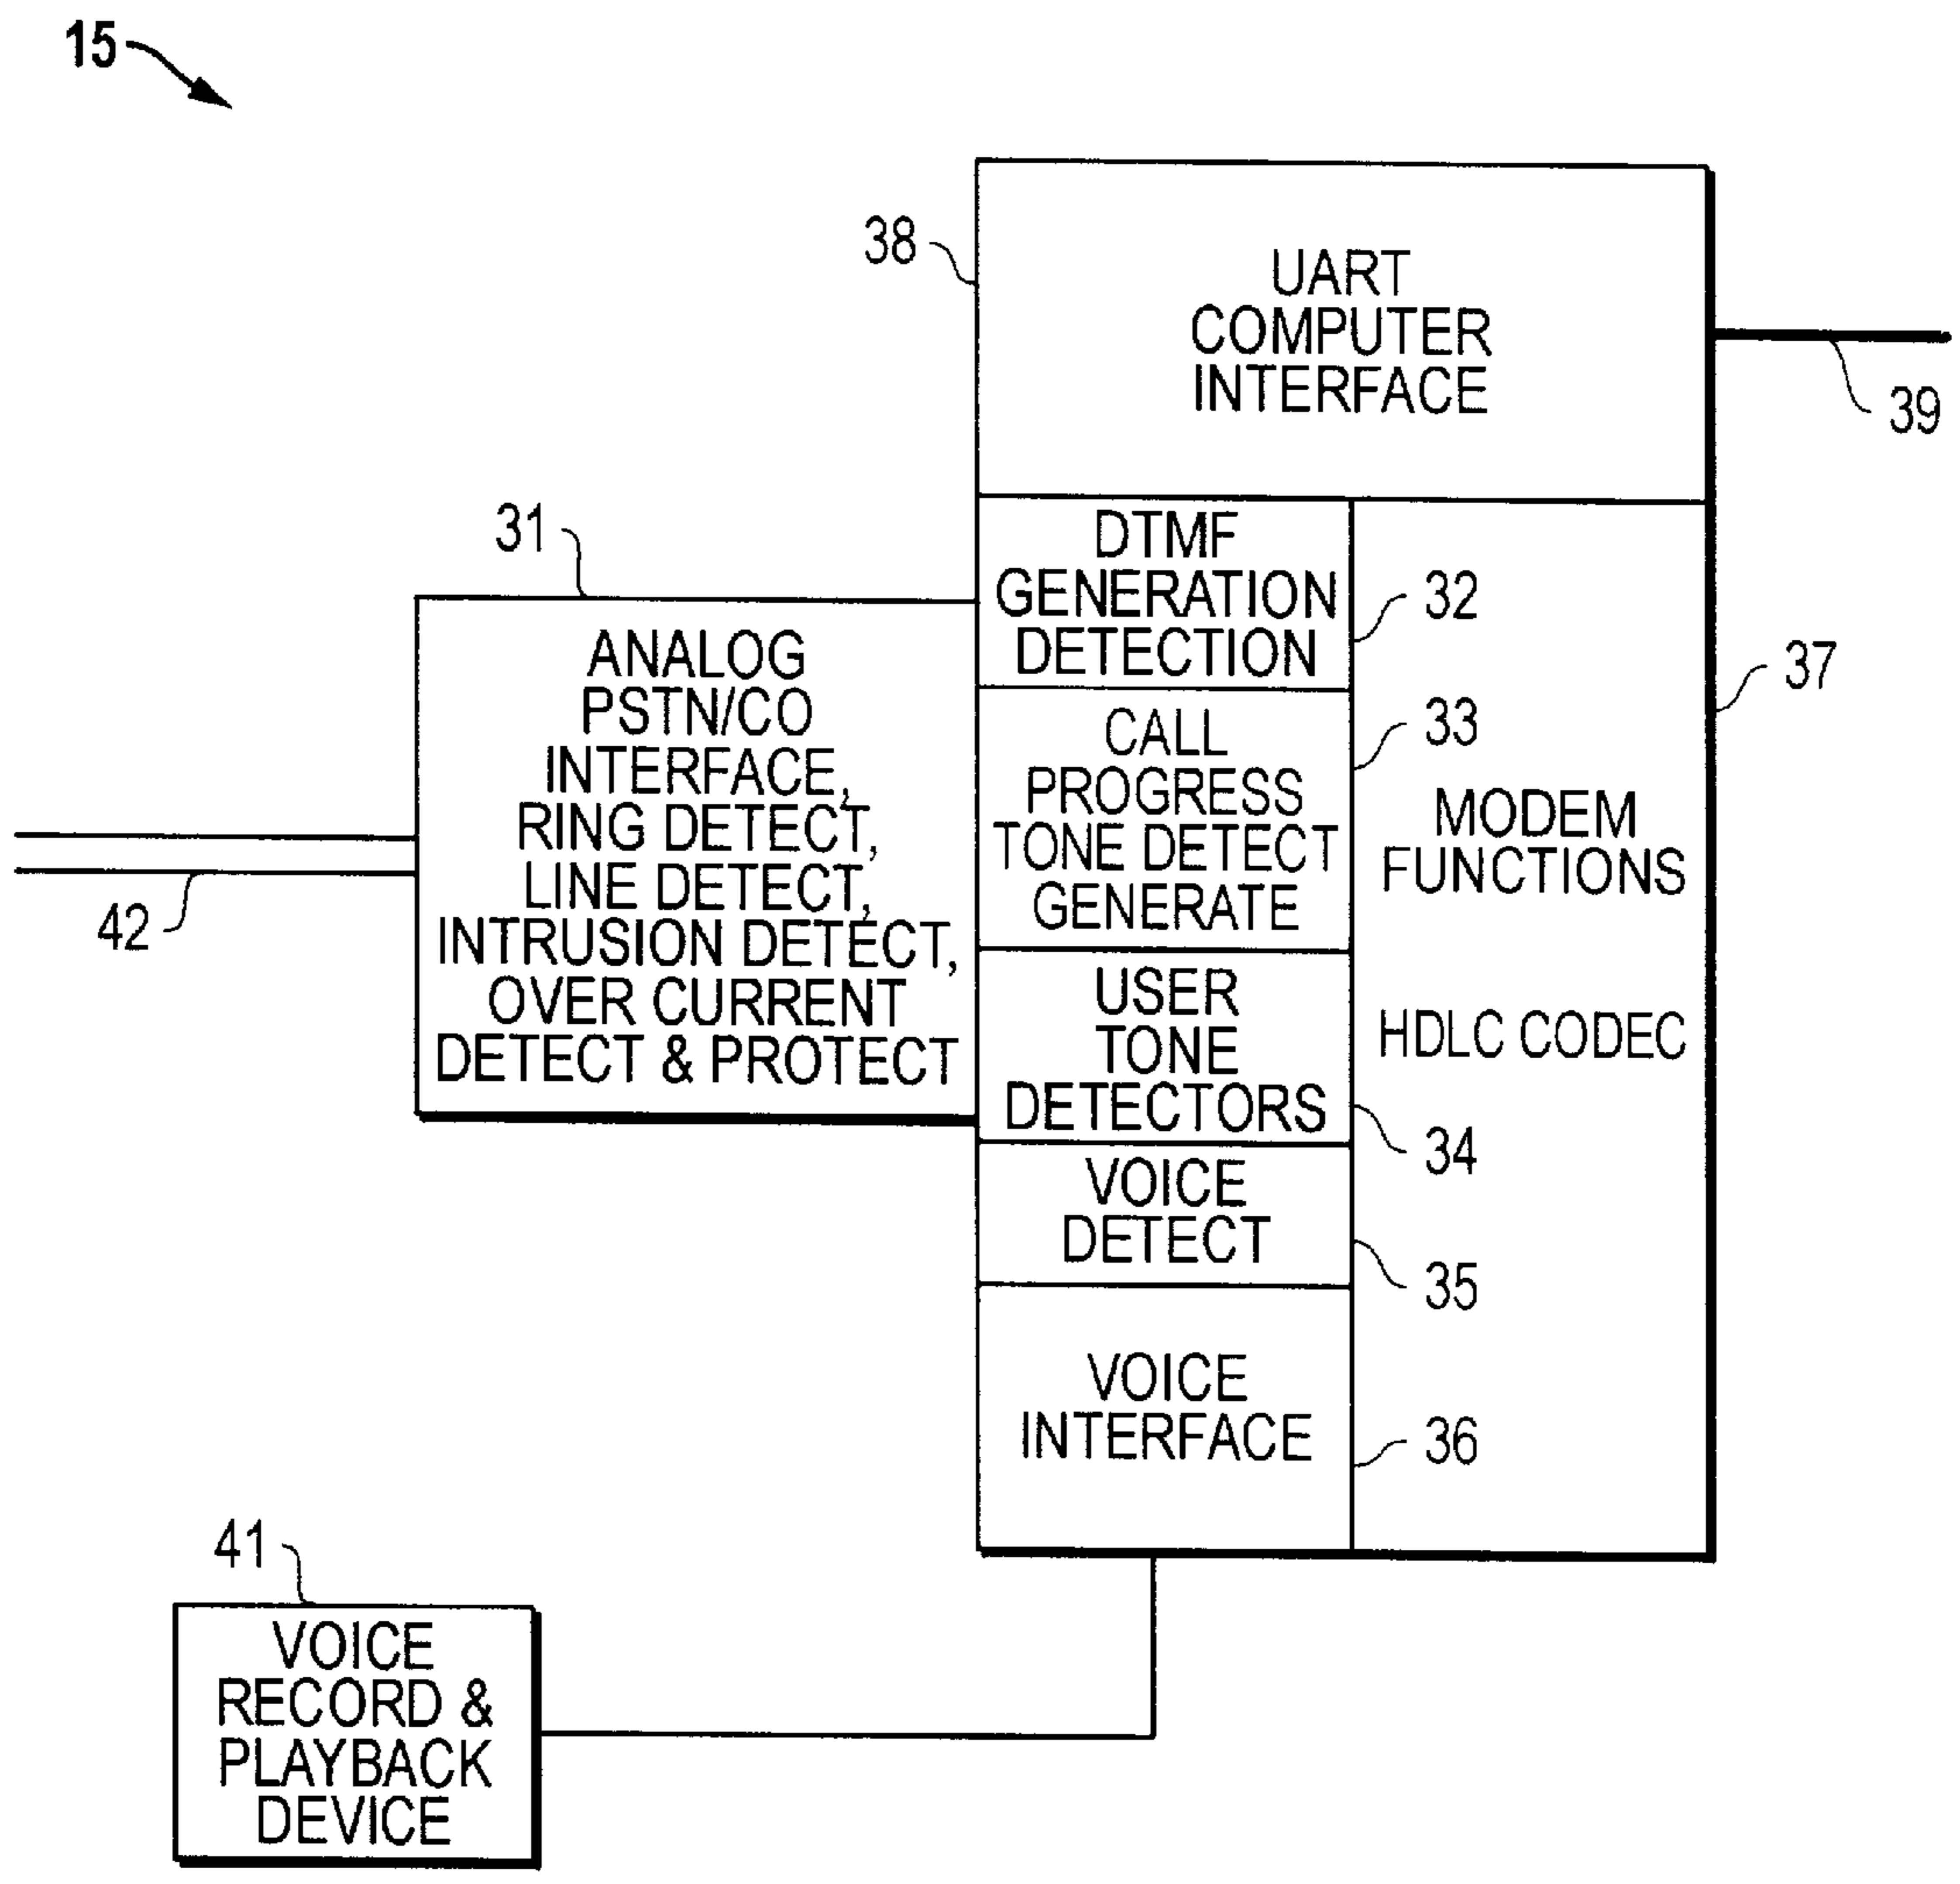 15
38
UART
COMPUTER
INTERFACE
39
31
ANALOG
PSTN/CO
INTERFACE,
RING DETECT,
LINE DETECT,
INTRUSION DETECT,
OVER CURRENT
DETECT & PROTECT
42
DTMF
GENERATION
DETECTION
32
CALL
PROGRESS
TONE DETECT
GENERATE
33
USER
TONE
DETECTORS
34
VOICE
DETECT
35
VOICE
INTERFACE
36
MODEM
FUNCTIONS
HDLC CODEC
37
41
VOICE
RECORD &
PLAYBACK
DEVICE